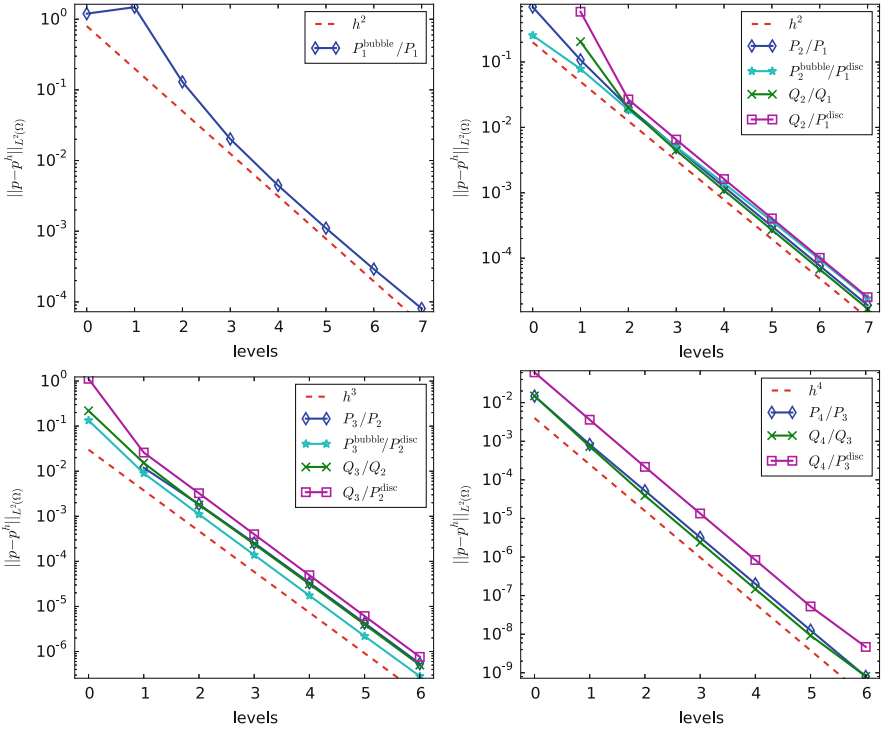 10^0
10^-1
10^-2
10^-3
10^-4
||p−p^h||_{L^2(Ω)}
h^2
P_1^bubble/P_1
0 1 2 3 4 5 6 7
levels
10^-1
10^-2
10^-3
10^-4
||p−p^h||_{L^2(Ω)}
h^2
P_2/P_1
P_2^bubble/P_1^disc
Q_2/Q_1
Q_2/P_1^disc
0 1 2 3 4 5 6 7
levels
10^0
10^-1
10^-2
10^-3
10^-4
10^-5
10^-6
||p−p^h||_{L^2(Ω)}
h^3
P_3/P_2
P_3^bubble/P_2^disc
Q_3/Q_2
Q_3/P_2^disc
0 1 2 3 4 5 6
levels
10^-2
10^-3
10^-4
10^-5
10^-6
10^-7
10^-8
10^-9
||p−p^h||_{L^2(Ω)}
h^4
P_4/P_3
Q_4/Q_3
Q_4/P_3^disc
0 1 2 3 4 5 6
levels